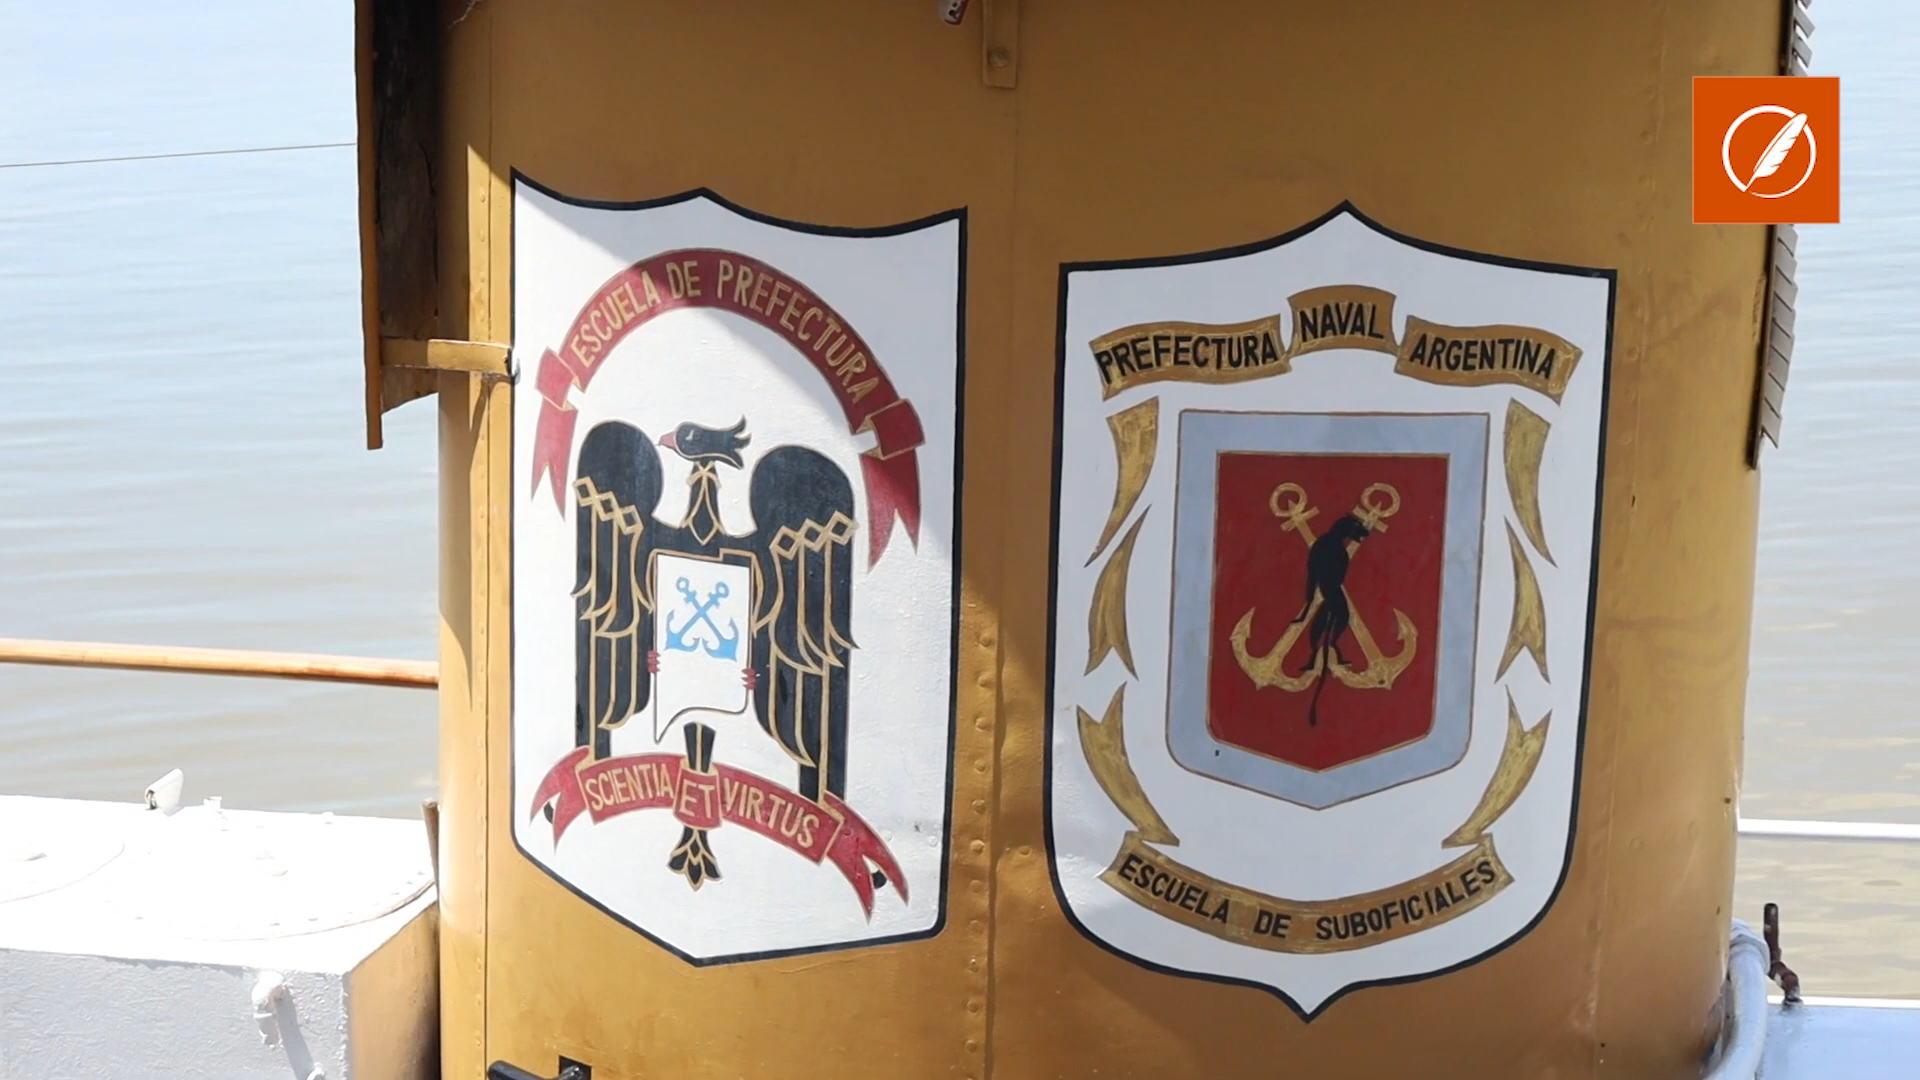 ESCUELA DE PREFECTURA
SCIENTIA ET VIRTUS
PREFECTURA NAVAL ARGENTINA
ESCUELA DE SUBOFICIALES